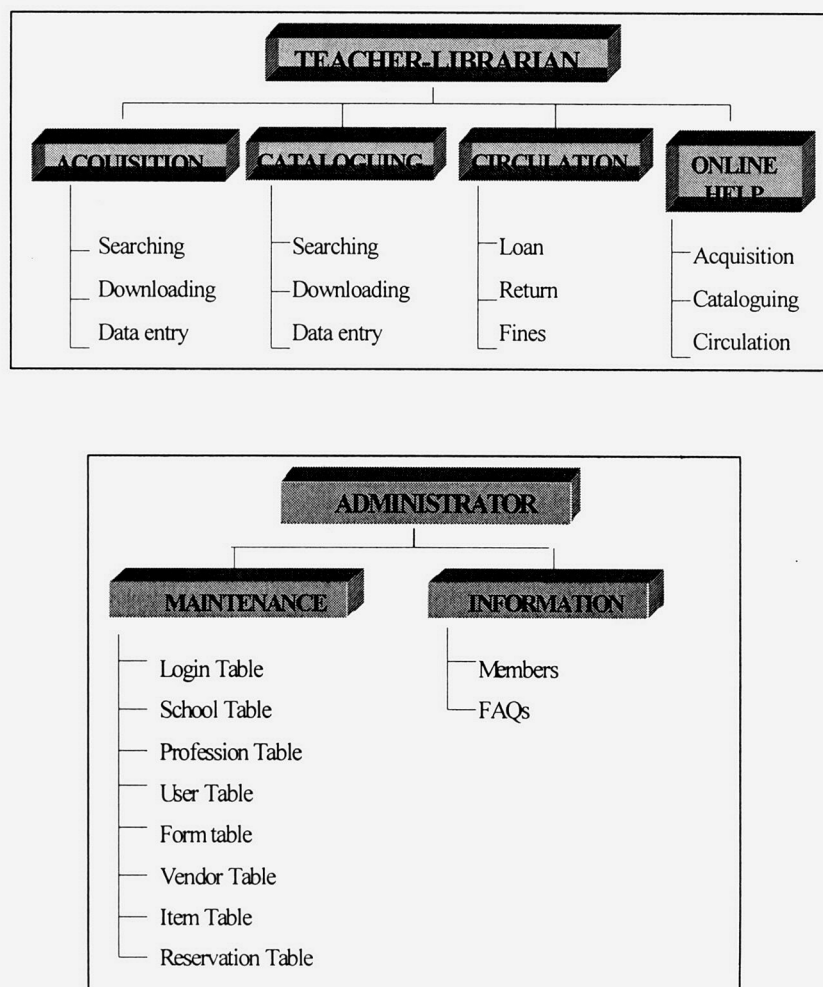 TEACHER-LIBRARIAN
ACQUISITION
CATALOGUING
CIRCULATION
ONLINE
HELP
Searching
Downloading
Data entry
Searching
Downloading
Data entry
Loan
Return
Fines
Acquisition
Cataloguing
Circulation
ADMINISTRATOR
MAINTENANCE
INFORMATION
Login Table
School Table
Profession Table
User Table
Form table
Vendor Table
Item Table
Reservation Table
Members
FAQs